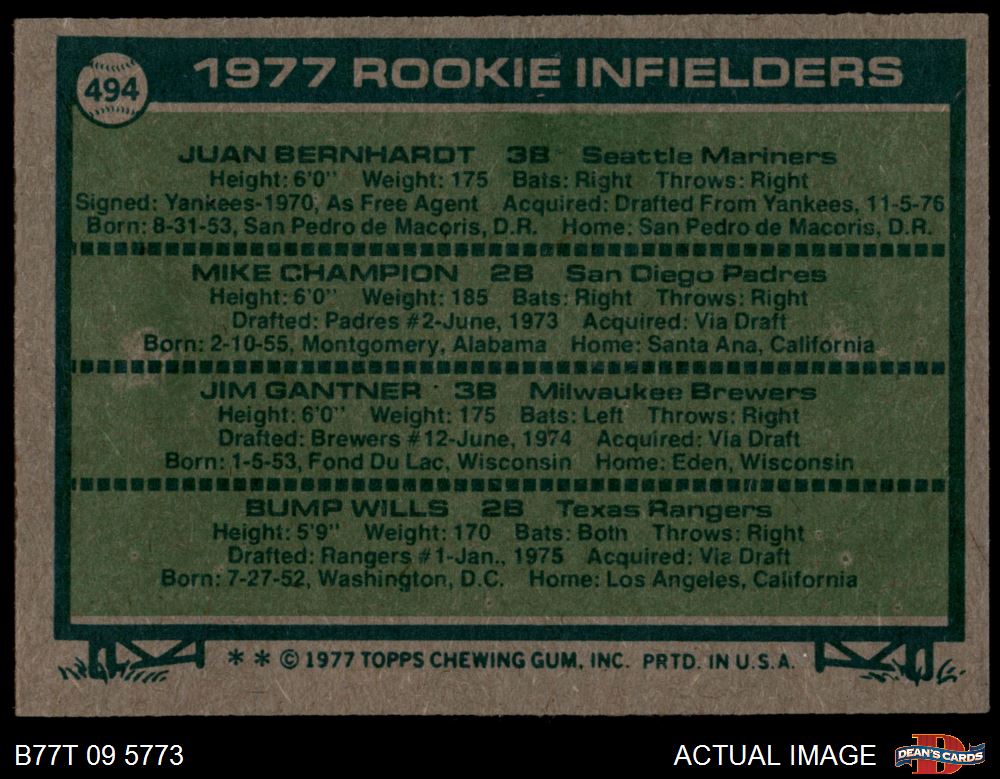 494
1977 ROOKIE INFIELDERS
JUAN BERNHARDT 3B Seattle Mariners
Height: 6'0" Weight: 175 Bats: Right Throws: Right
Signed: Yankees-1970, As Free Agent Acquired: Drafted From Yankees, 11-5-76
Born: 8-31-53, San Pedro de Macoris, D.R. Home: San Pedro de Macoris, D.R.
MIKE CHAMPION 2B San Diego Padres
Height: 6'0" Weight: 185 Bats: Right Throws: Right
Drafted: Padres #2-June, 1973 Acquired: Via Draft
Born: 2-10-55, Montgomery, Alabama Home: Santa Ana, California
JIM GANTNER 3B Milwaukee Brewers
Height: 6'0" Weight: 175 Bats: Left Throws: Right
Drafted: Brewers #12-June, 1974 Acquired: Via Draft
Born: 1-5-53, Fond Du Lac, Wisconsin Home: Eden, Wisconsin
BUMP WILLS 2B Texas Rangers
Height: 5'9" Weight: 170 Bats: Both Throws: Right
Drafted: Rangers #1-Jan., 1975 Acquired: Via Draft
Born: 7-27-52, Washington, D.C. Home: Los Angeles, California
* * © 1977 TOPPS CHEWING GUM, INC. PRTD. IN U.S.A.
B77T 09 5773
ACTUAL IMAGE
D
DEAN'S CARDS